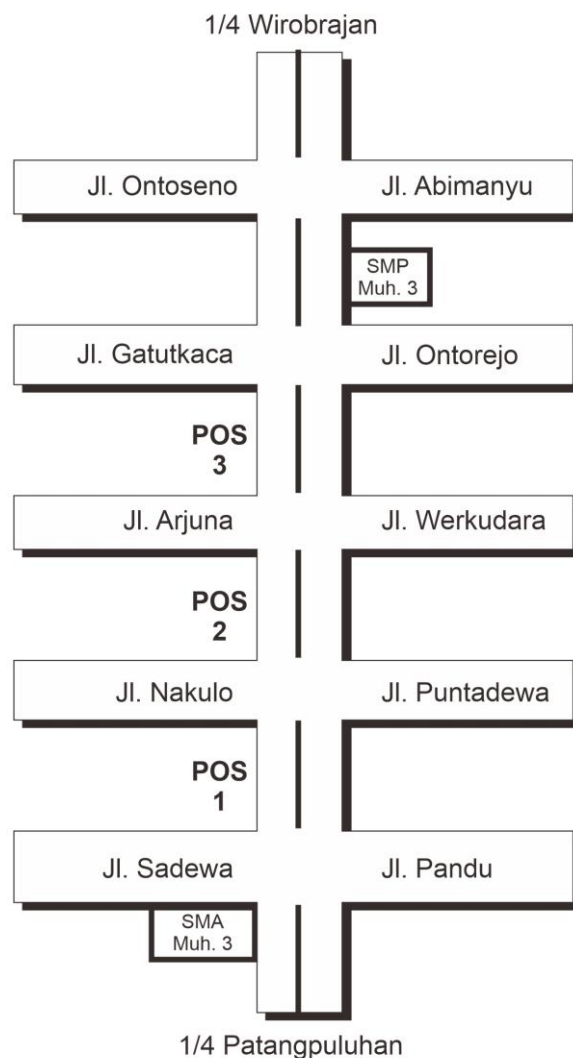 1/4 Wirobrajan
Jl. Ontoseno
Jl. Abimanyu
SMP
Muh. 3
Jl. Gatutkaca
Jl. Ontorejo
POS
3
Jl. Arjuna
Jl. Werkudara
POS
2
Jl. Nakulo
Jl. Puntadewa
POS
1
Jl. Sadewa
Jl. Pandu
SMA
Muh. 3
1/4 Patangpuluhan